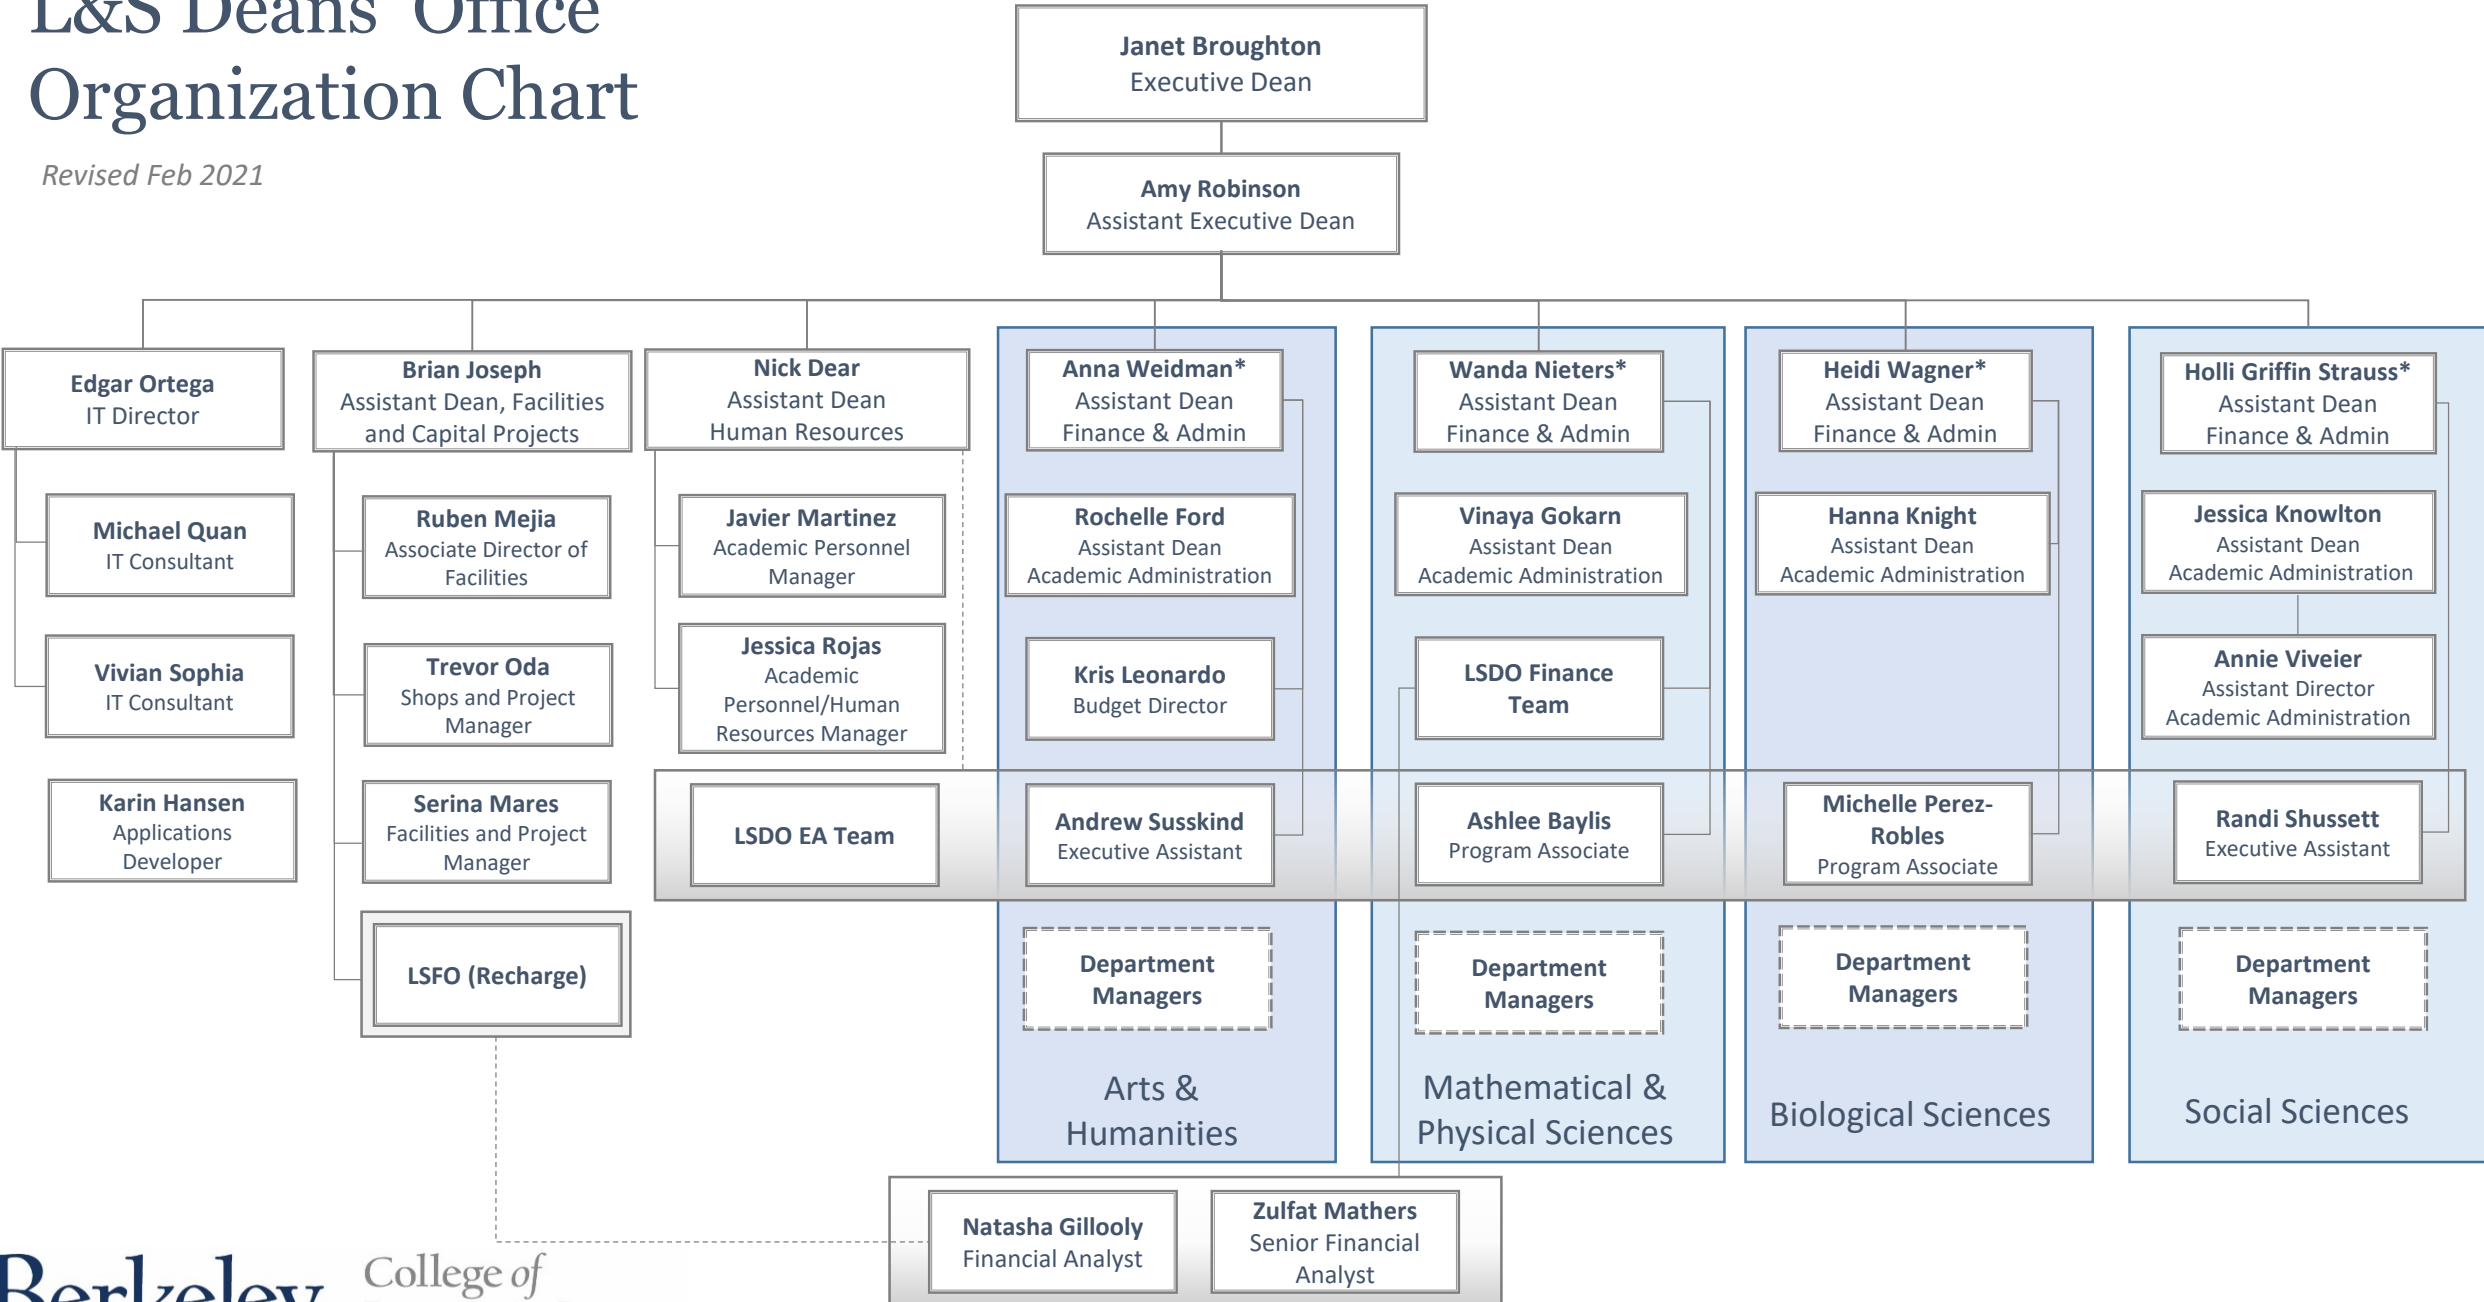 L&S Deans' Office
Organization Chart
Revised Feb 2021
Janet Broughton
Executive Dean
Amy Robinson
Assistant Executive Dean
Edgar Ortega
IT Director
Michael Quan
IT Consultant
Vivian Sophia
IT Consultant
Karin Hansen
Applications
Developer
Brian Joseph
Assistant Dean, Facilities
and Capital Projects
Ruben Mejia
Associate Director of
Facilities
Trevor Oda
Shops and Project
Manager
Serina Mares
Facilities and Project
Manager
LSFO (Recharge)
Nick Dear
Assistant Dean
Human Resources
Javier Martinez
Academic Personnel
Manager
Jessica Rojas
Academic
Personnel/Human
Resources Manager
LSDO EA Team
Anna Weidman*
Assistant Dean
Finance & Admin
Rochelle Ford
Assistant Dean
Academic Administration
Kris Leonardo
Budget Director
Andrew Susskind
Executive Assistant
Department
Managers
Arts &
Humanities
Wanda Nieters*
Assistant Dean
Finance & Admin
Vinaya Gokarn
Assistant Dean
Academic Administration
LSDO Finance
Team
Ashlee Baylis
Program Associate
Department
Managers
Mathematical &
Physical Sciences
Heidi Wagner*
Assistant Dean
Finance & Admin
Hanna Knight
Assistant Dean
Academic Administration
Michelle Perez-
Robles
Program Associate
Department
Managers
Biological Sciences
Holli Griffin Strauss*
Assistant Dean
Finance & Admin
Jessica Knowlton
Assistant Dean
Academic Administration
Annie Viveier
Assistant Director
Academic Administration
Randi Shussett
Executive Assistant
Department
Managers
Social Sciences
Natasha Gillooly
Financial Analyst
Zulfat Mathers
Senior Financial
Analyst
Berkeley
College of